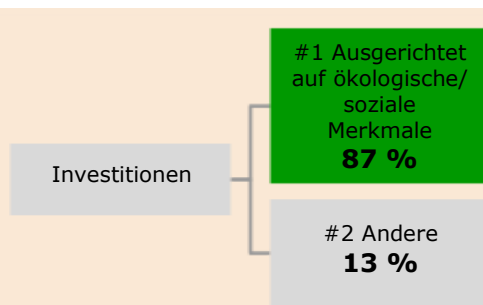 #1 Ausgerichtet
auf ökologische/
soziale
Merkmale
87 %
Investitionen
#2 Andere
13 %